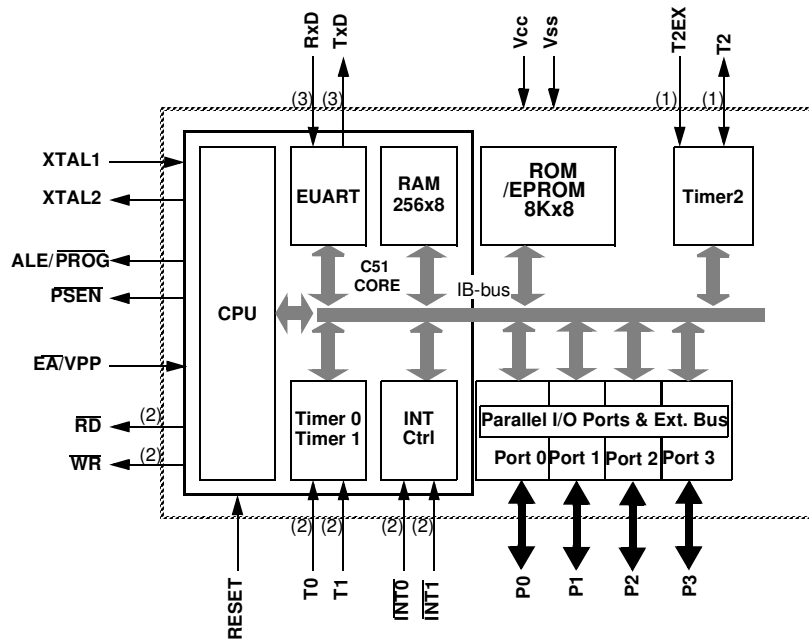 RxD
TxD
Vcc
Vss
T2EX
T2
(3) (3)
(1) (1)
XTAL1
XTAL2
ALE/PROG
PSEN
EA/VPP
RD
(2)
WR
(2)
CPU
EUART
RAM
256x8
ROM
/EPROM
8Kx8
Timer2
C51
CORE
IB-bus
Timer 0
Timer 1
INT
Ctrl
Parallel I/O Ports & Ext. Bus
Port 0
Port 1
Port 2
Port 3
(2) (2)
(2) (2)
RESET
T0
T1
INT0
INT1
P0
P1
P2
P3